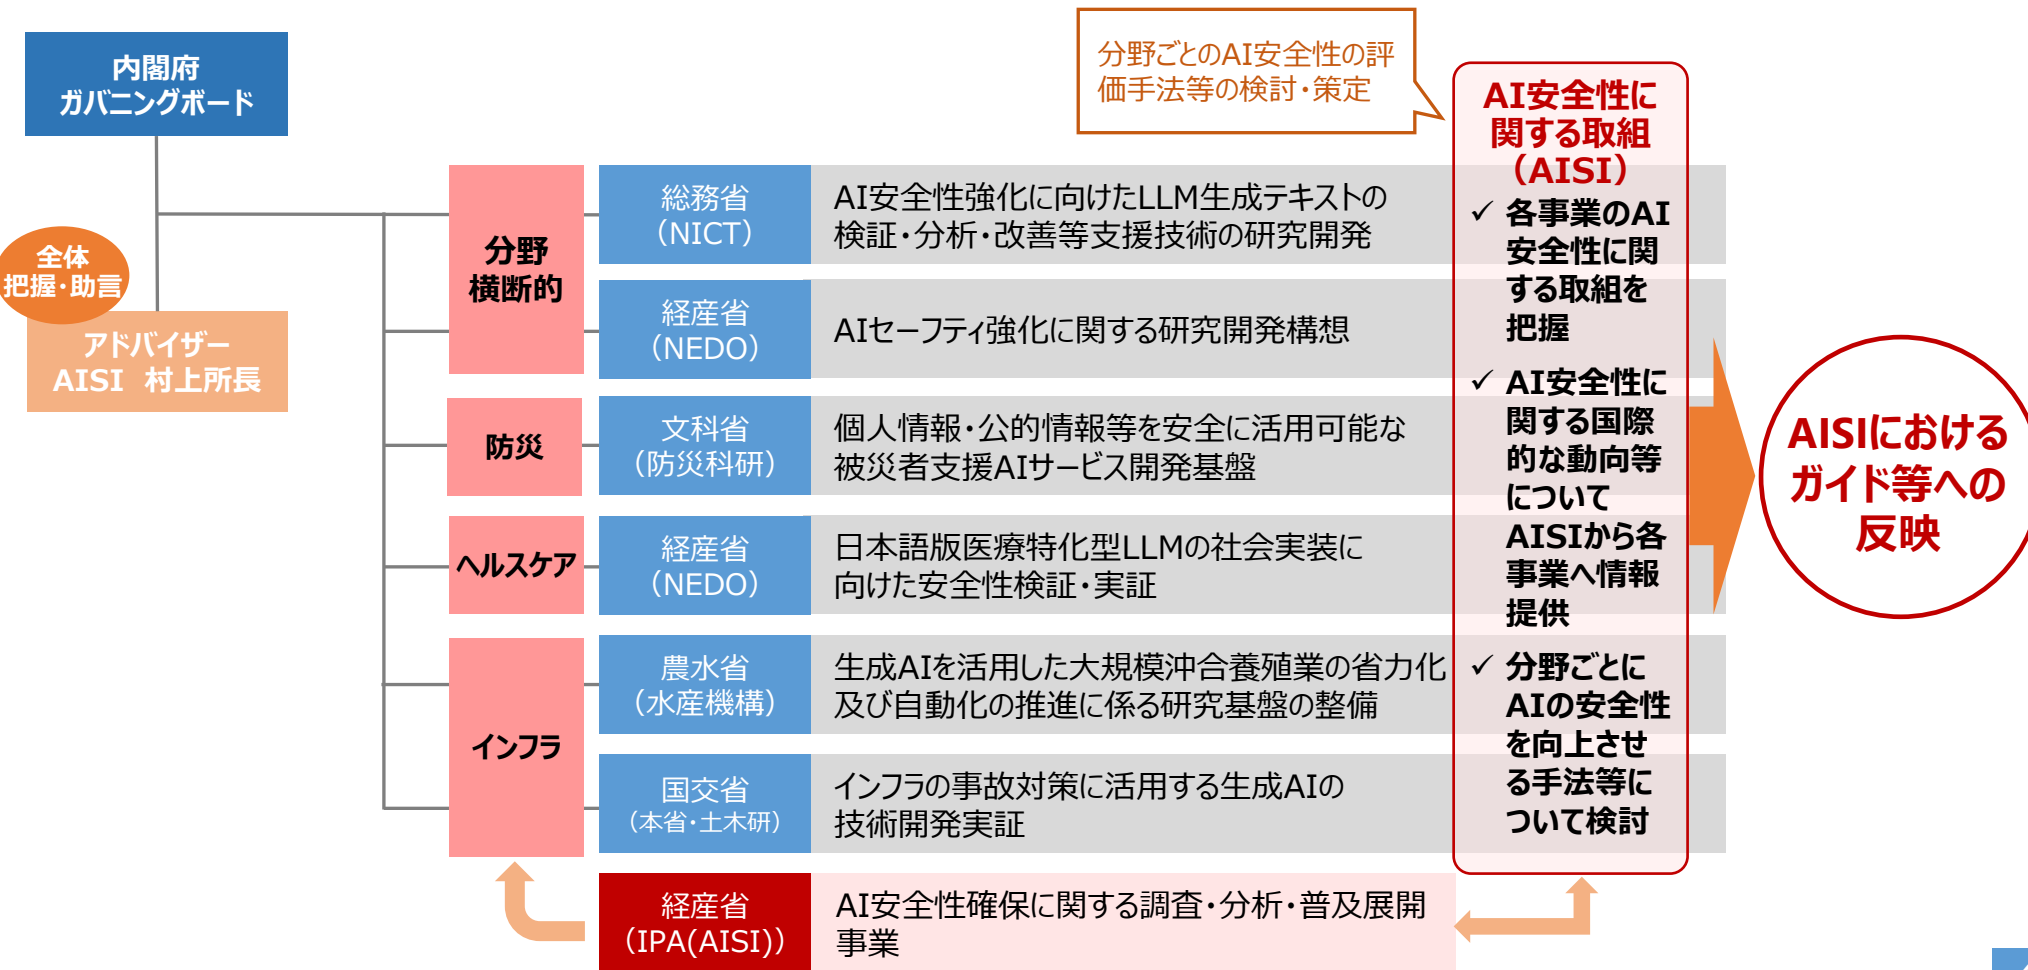 内閣府
ガバニングボード
全体
把握・助言
アドバイザー
AISI 村上所長
分野ごとのAI安全性の評
価手法等の検討・策定
分野
横断的
総務省
（NICT）
AI安全性強化に向けたLLM生成テキストの
検証・分析・改善等支援技術の研究開発
経産省
（NEDO）
AIセーフティ強化に関する研究開発構想
防災
文科省
（防災科研）
個人情報・公的情報等を安全に活用可能な
被災者支援AIサービス開発基盤
ヘルスケア
経産省
（NEDO）
日本語版医療特化型LLMの社会実装に
向けた安全性検証・実証
インフラ
農水省
（水産機構）
生成AIを活用した大規模沖合養殖業の省力化
及び自動化の推進に係る研究基盤の整備
国交省
（本省・土木研）
インフラの事故対策に活用する生成AIの
技術開発実証
経産省
（IPA(AISI)）
AI安全性確保に関する調査・分析・普及展開
事業
AI安全性に
関する取組
（AISI）
✓ 各事業のAI
安全性に関
する取組を
把握
✓ AI安全性に
関する国際
的な動向等
について
AISIから各
事業へ情報
提供
✓ 分野ごとに
AIの安全性
を向上させ
る手法等に
ついて検討
AISIにおける
ガイド等への
反映